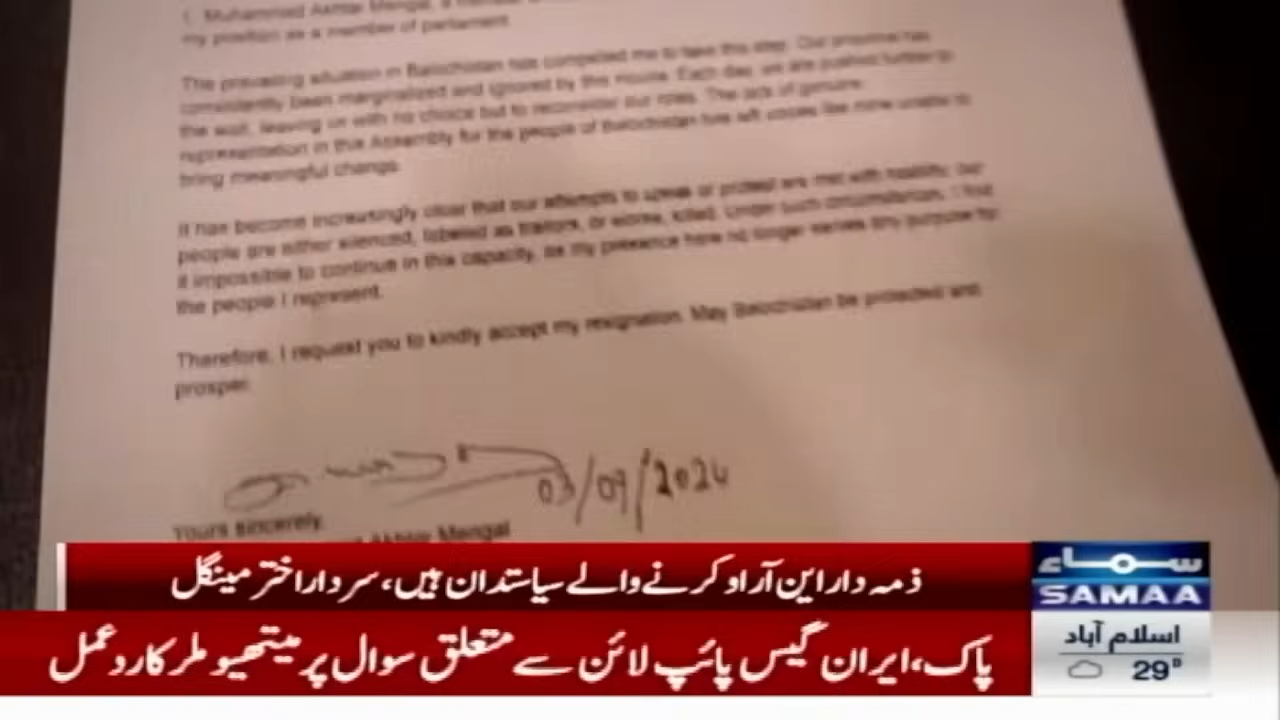 I, Muhammad Akhtar Mengal, a member
my position as a member of parliament.
The prevailing situation in Balochistan has compelled me to take this step. Our province has
consistently been marginalized and ignored by this house. Each day, we are pushed further to
the wall, leaving us with no choice but to reconsider our roles. The lack of genuine
representation in this Assembly for the people of Balochistan has left voices like mine unable to
bring meaningful change.
It has become increasingly clear that our attempts to speak or protest are met with hostility; our
people are either silenced, labeled as traitors, or worse, killed. Under such circumstances, I find
it impossible to continue in this capacity, as my presence here no longer serves any purpose for
the people I represent.
Therefore, I request you to kindly accept my resignation. May Balochistan be protected and
prosper.
03/09/2024
Yours sincerely,
Akhtar Mengal
ذمہ دار این آر او کرنے والے سیاستدان ہیں، سردار اختر مینگل
پاک، ایران گیس پائپ لائن سے متعلق سوال پر میتھیو ملر کا ردعمل
سماء
SAMAA
اسلام آباد
29°